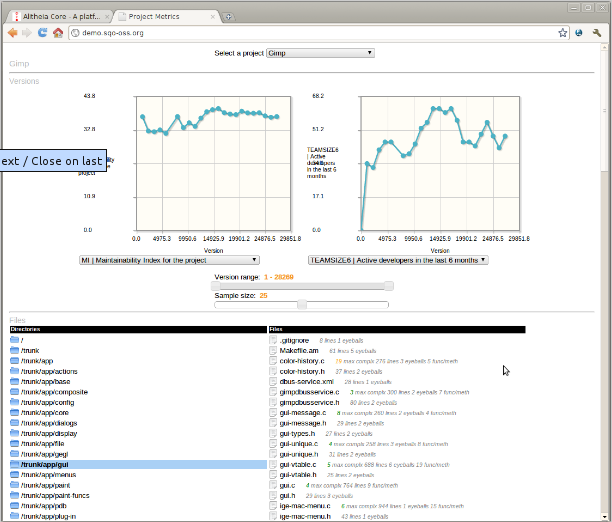 Alitheia Core - A platf...
Project Metrics
demo.sqo-oss.org
Select a project Gimp
Gimp
Versions
43.8
32.8
10.9
0.0
0.0 4975.3 9950.6 14925.9 19901.2 24876.5 29851.8
Version
ext / Close on last
project
68.2
51.2
17.1
0.0
TEAMSIZE6
| Active
developers
in the last 6
months
0.0 4975.3 9950.6 14925.9 19901.2 24876.5 29851.8
Version
MI | Maintainability Index for the project
TEAMSIZE6 | Active developers in the last 6 months
Version range: 1 - 28269
Sample size: 25
Files
Directories
/
/trunk
/trunk/app
/trunk/app/actions
/trunk/app/base
/trunk/app/composite
/trunk/app/config
/trunk/app/core
/trunk/app/dialogs
/trunk/app/display
/trunk/app/file
/trunk/app/gegl
/trunk/app/gui
/trunk/app/menus
/trunk/app/paint
/trunk/app/paint-funcs
/trunk/app/pdb
/trunk/app/plug-in
Files
.gitignore 8 lines 1 eyeballs
Makefile.am 61 lines 5 eyeballs
color-history.c 19 max complx 276 lines 3 eyeballs 5 func/meth
color-history.h 37 lines 2 eyeballs
dbus-service.xml 28 lines 1 eyeballs
gimpdbusservice.c 3 max complx 300 lines 2 eyeballs 7 func/meth
gimpdbusservice.h 80 lines 2 eyeballs
gui-message.c 8 max complx 260 lines 2 eyeballs 4 func/meth
gui-message.h 29 lines 2 eyeballs
gui-types.h 27 lines 2 eyeballs
gui-unique.c 4 max complx 258 lines 3 eyeballs 8 func/meth
gui-unique.h 31 lines 2 eyeballs
gui-vtable.c 5 max complx 688 lines 6 eyeballs 13 func/meth
gui-vtable.h 25 lines 2 eyeballs
gui.c 4 max complx 764 lines 9 func/meth
gui.h 29 lines 3 eyeballs
ige-mac-menu.c 6 max complx 944 lines 1 eyeballs 15 func/meth
ige-mac-menu.h 43 lines 1 eyeballs